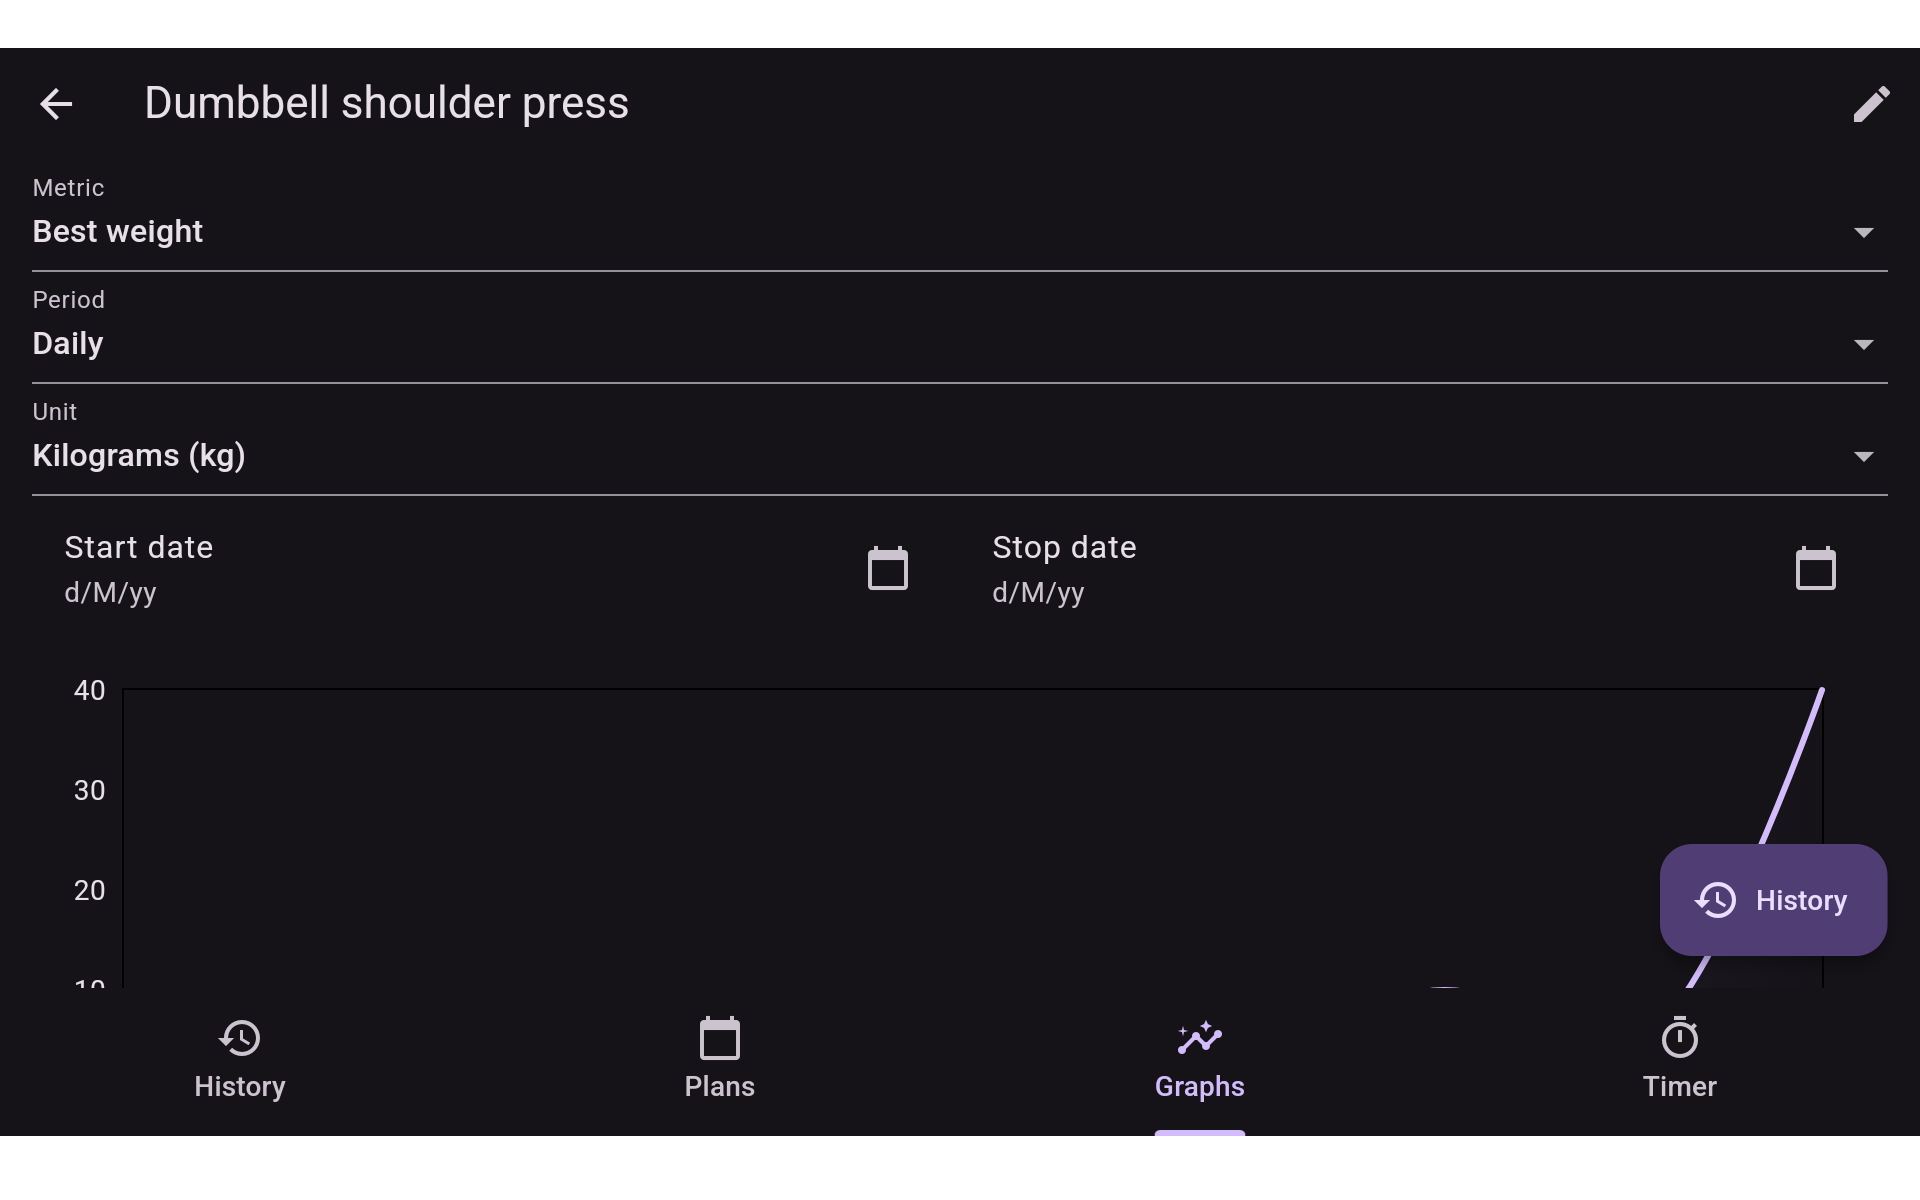 Dumbbell shoulder press
Metric
Best weight
Period
Daily
Unit
Kilograms (kg)
Start date
d/M/yy
Stop date
d/M/yy
40
30
20
10
History
History
Plans
Graphs
Timer